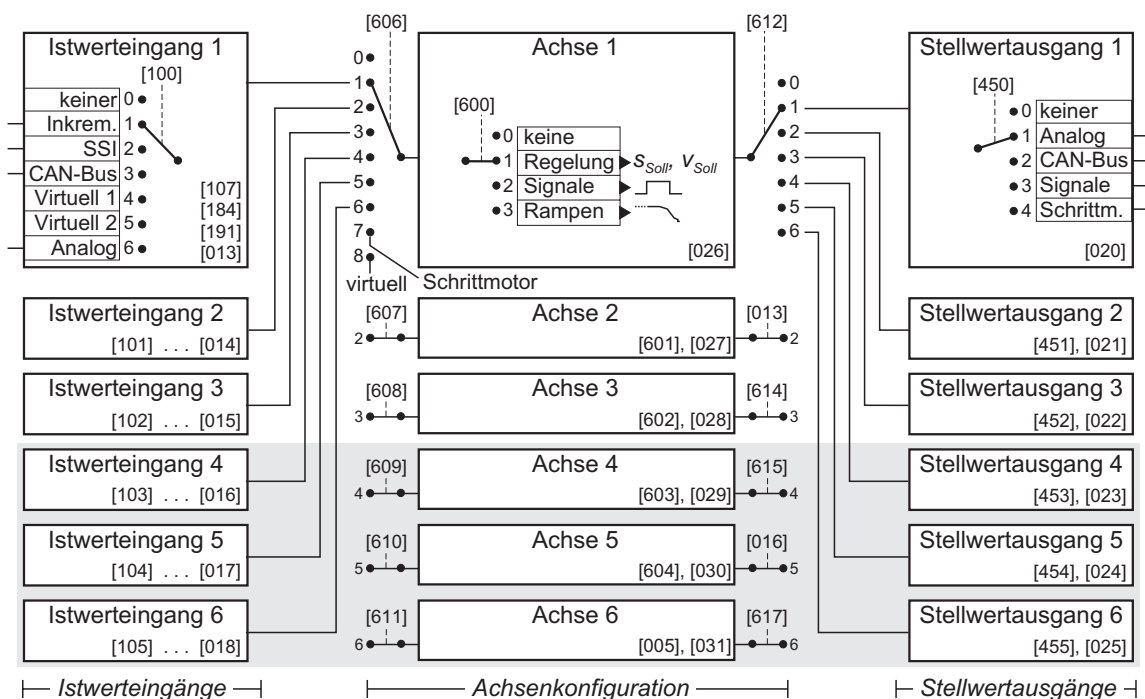 [606]
[612]
Istwerteingang 1
[100]
keiner 0
Inkrem. 1
SSI 2
CAN-Bus 3
Virtuell 1 4
Virtuell 2 5
Analog 6
[107]
[184]
[191]
[013]
0
1
2
3
4
5
6
7
8
virtuell
Schrittmotor
Achse 1
[600]
0 keine
1 Regelung sSoll, vSoll
2 Signale
3 Rampen
[026]
0
1
2
3
4
5
6
Stellwertausgang 1
[450]
0 keiner
1 Analog
2 CAN-Bus
3 Signale
4 Schrittm.
[020]
Istwerteingang 2
[101] . . . [014]
[607]
2
Achse 2
[601], [027]
[013]
2
Stellwertausgang 2
[451], [021]
Istwerteingang 3
[102] . . . [015]
[608]
3
Achse 3
[602], [028]
[614]
3
Stellwertausgang 3
[452], [022]
Istwerteingang 4
[103] . . . [016]
[609]
4
Achse 4
[603], [029]
[615]
4
Stellwertausgang 4
[453], [023]
Istwerteingang 5
[104] . . . [017]
[610]
5
Achse 5
[604], [030]
[016]
5
Stellwertausgang 5
[454], [024]
Istwerteingang 6
[105] . . . [018]
[611]
6
Achse 6
[005], [031]
[617]
6
Stellwertausgang 6
[455], [025]
Istwerteingänge
Achsenkonfiguration
Stellwertausgänge